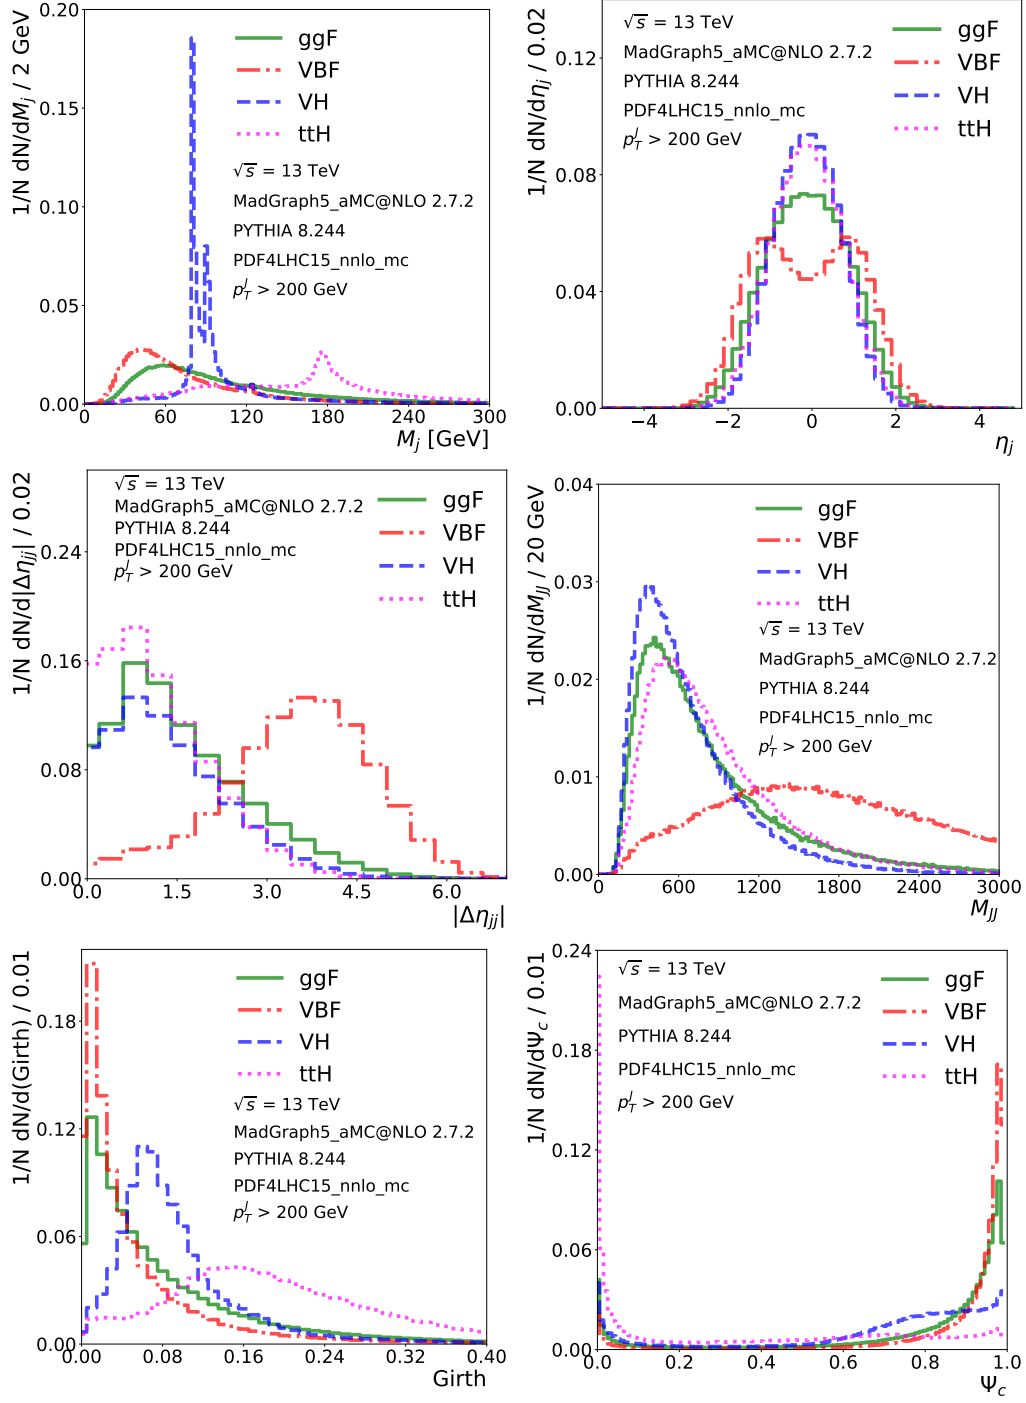 1/N dN/dM_j / 2 GeV
0.20
0.15
0.10
0.05
0.00
ggF
VBF
VH
ttH
√s = 13 TeV
MadGraph5_aMC@NLO 2.7.2
PYTHIA 8.244
PDF4LHC15_nnlo_mc
p_T^J > 200 GeV
0 60 120 180 240 300
M_j [GeV]
1/N dN/dη_j / 0.02
0.12
0.08
0.04
0.00
√s = 13 TeV
MadGraph5_aMC@NLO 2.7.2
PYTHIA 8.244
PDF4LHC15_nnlo_mc
p_T^J > 200 GeV
ggF
VBF
VH
ttH
−4 −2 0 2 4
η_j
1/N dN/d|Δη_jj| / 0.02
0.24
0.16
0.08
0.00
√s = 13 TeV
MadGraph5_aMC@NLO 2.7.2
PYTHIA 8.244
PDF4LHC15_nnlo_mc
p_T^J > 200 GeV
ggF
VBF
VH
ttH
0.0 1.5 3.0 4.5 6.0
|Δη_jj|
1/N dN/dM_JJ / 20 GeV
0.04
0.03
0.02
0.01
0.00
ggF
VBF
VH
ttH
√s = 13 TeV
MadGraph5_aMC@NLO 2.7.2
PYTHIA 8.244
PDF4LHC15_nnlo_mc
p_T^J > 200 GeV
0 600 1200 1800 2400 3000
M_JJ
1/N dN/d(Girth) / 0.01
0.18
0.12
0.06
0.00
ggF
VBF
VH
ttH
√s = 13 TeV
MadGraph5_aMC@NLO 2.7.2
PYTHIA 8.244
PDF4LHC15_nnlo_mc
p_T^J > 200 GeV
0.00 0.08 0.16 0.24 0.32 0.40
Girth
1/N dN/dΨ_c / 0.01
0.24
0.18
0.12
0.06
0.00
√s = 13 TeV
MadGraph5_aMC@NLO 2.7.2
PYTHIA 8.244
PDF4LHC15_nnlo_mc
p_T^J > 200 GeV
ggF
VBF
VH
ttH
0.0 0.2 0.4 0.6 0.8 1.0
Ψ_c